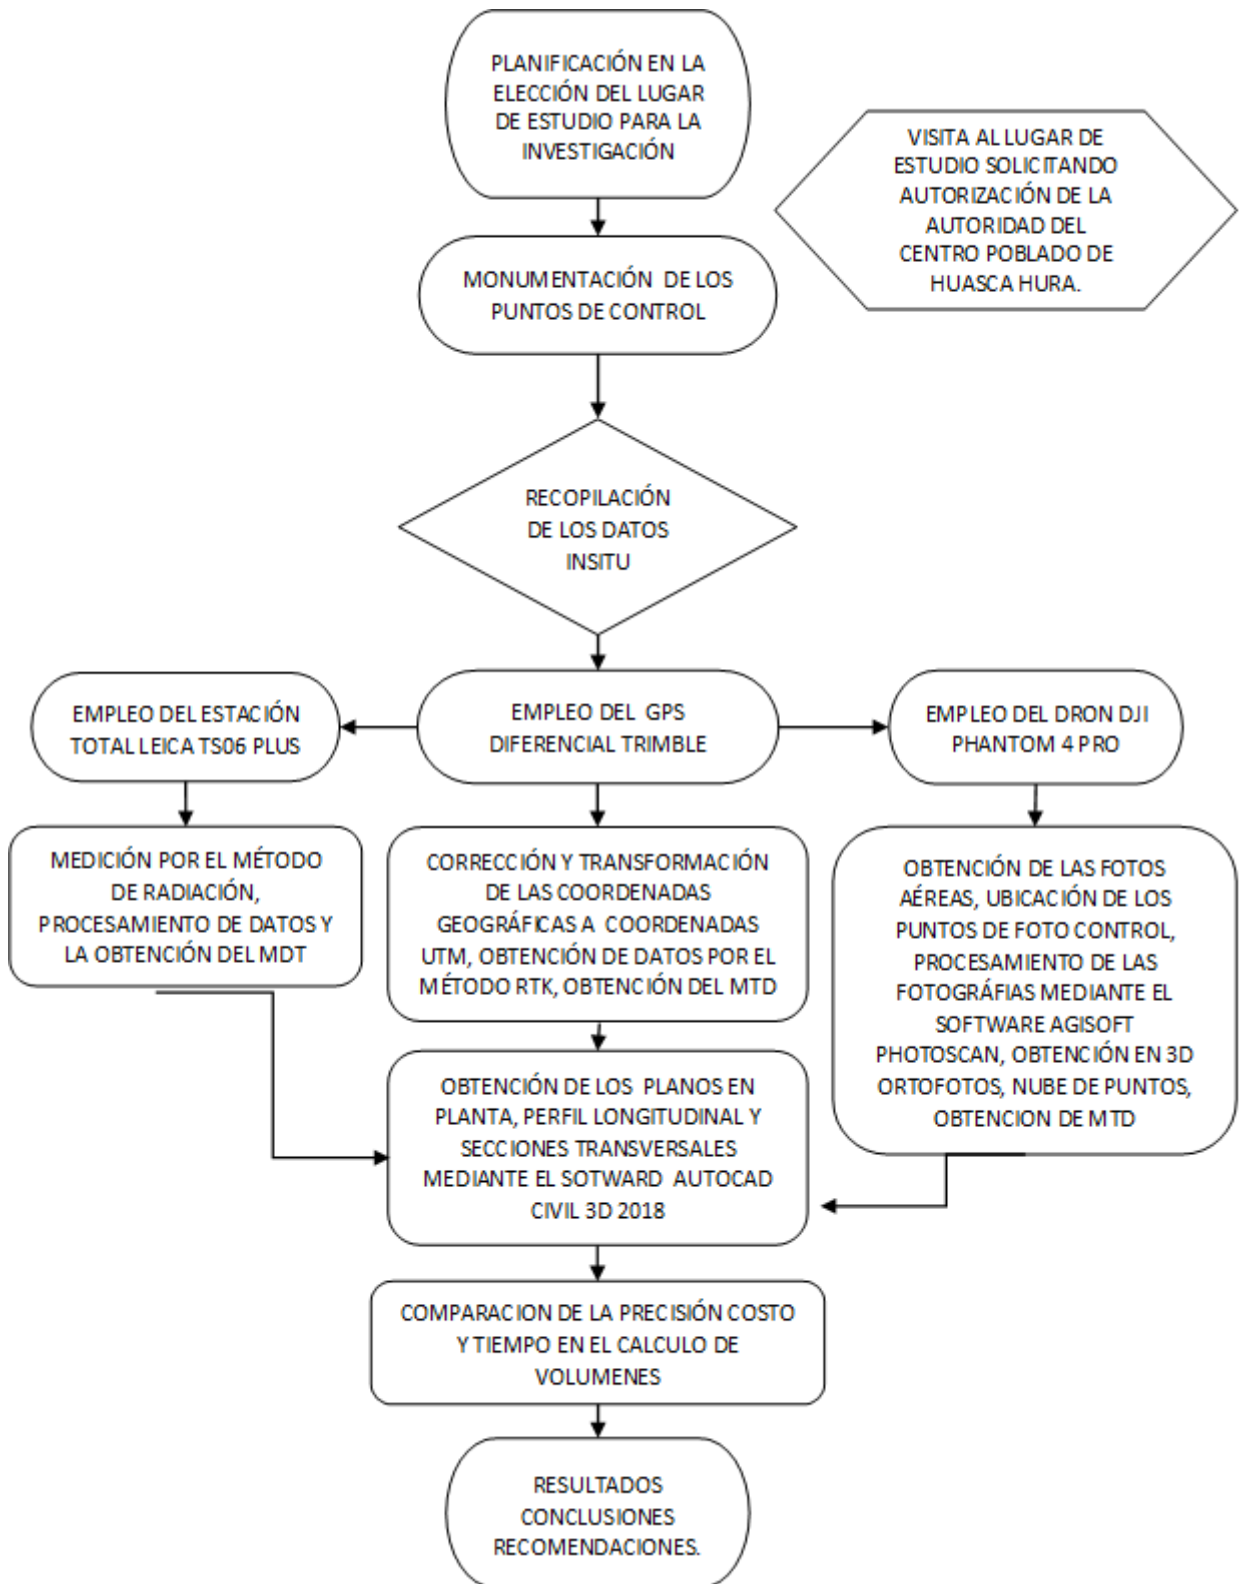 PLANIFICACIÓN EN LA
ELECCIÓN DEL LUGAR
DE ESTUDIO PARA LA
INVESTIGACIÓN
VISITA AL LUGAR DE
ESTUDIO SOLICITANDO
AUTORIZACIÓN DE LA
AUTORIDAD DEL
CENTRO POBLADO DE
HUASCA HURA.
MONUMENTACIÓN DE LOS
PUNTOS DE CONTROL
RECOPILACIÓN
DE LOS DATOS
INSITU
EMPLEO DEL ESTACIÓN
TOTAL LEICA TS06 PLUS
EMPLEO DEL GPS
DIFERENCIAL TRIMBLE
EMPLEO DEL DRON DJI
PHANTOM 4 PRO
MEDICIÓN POR EL MÉTODO
DE RADIACIÓN,
PROCESAMIENTO DE DATOS Y
LA OBTENCIÓN DEL MDT
CORRECCIÓN Y TRANSFORMACIÓN
DE LAS COORDENADAS
GEOGRÁFICAS A COORDENADAS
UTM, OBTENCIÓN DE DATOS POR EL
MÉTODO RTK, OBTENCIÓN DEL MTD
OBTENCIÓN DE LAS FOTOS
AÉREAS, UBICACIÓN DE LOS
PUNTOS DE FOTO CONTROL,
PROCESAMIENTO DE LAS
FOTOGRÁFIAS MEDIANTE EL
SOFTWARE AGISOFT
PHOTOSCAN, OBTENCIÓN EN 3D
ORTOFOTOS, NUBE DE PUNTOS,
OBTENCION DE MTD
OBTENCIÓN DE LOS PLANOS EN
PLANTA, PERFIL LONGITUDINAL Y
SECCIONES TRANSVERSALES
MEDIANTE EL SOTWARD AUTOCAD
CIVIL 3D 2018
COMPARACION DE LA PRECISIÓN COSTO
Y TIEMPO EN EL CALCULO DE
VOLUMENES
RESULTADOS
CONCLUSIONES
RECOMENDACIONES.